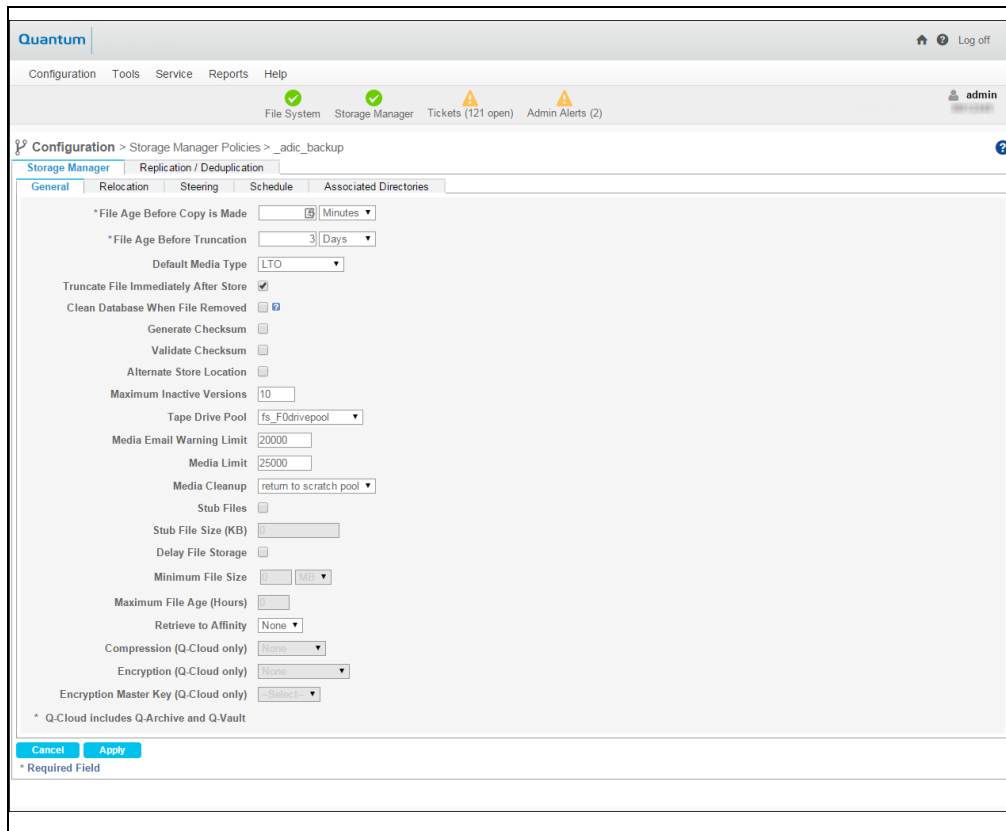 Quantum
Log off
Configuration Tools Service Reports Help
File System Storage Manager Tickets (121 open) Admin Alerts (2)
admin
Configuration > Storage Manager Policies > _adic_backup
Storage Manager Replication / Deduplication
General Relocation Steering Schedule Associated Directories
*File Age Before Copy is Made Minutes
*File Age Before Truncation 3 Days
Default Media Type LTO
Truncate File Immediately After Store
Clean Database When File Removed
Generate Checksum
Validate Checksum
Alternate Store Location
Maximum Inactive Versions 10
Tape Drive Pool fs_F0drivepool
Media Email Warning Limit 20000
Media Limit 25000
Media Cleanup return to scratch pool
Stub Files
Stub File Size (KB) 0
Delay File Storage
Minimum File Size 0 MB
Maximum File Age (Hours) 0
Retrieve to Affinity None
Compression (Q-Cloud only) None
Encryption (Q-Cloud only) None
Encryption Master Key (Q-Cloud only) --Select--
* Q-Cloud includes Q-Archive and Q-Vault
Cancel Apply
* Required Field